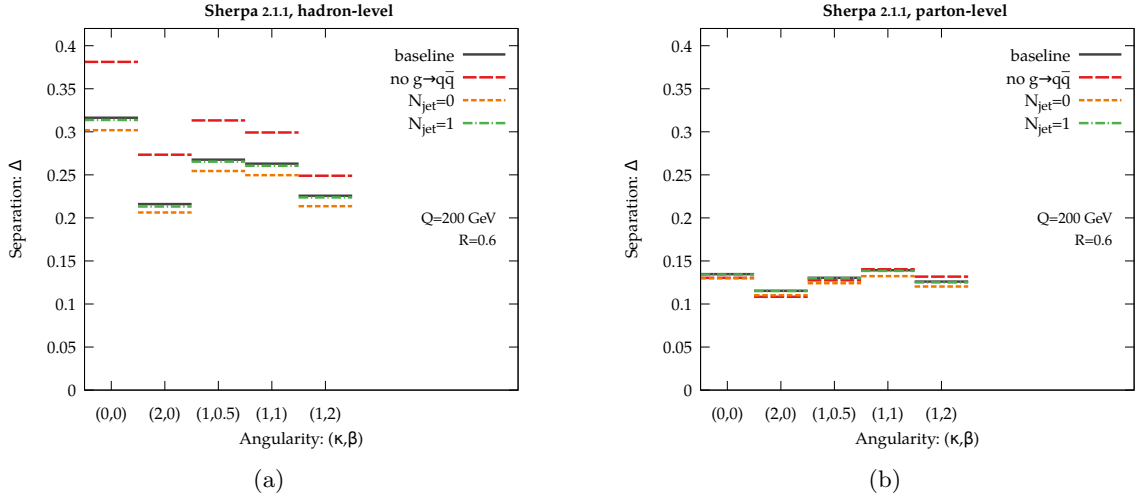 Sherpa 2.1.1, hadron-level
Separation: Δ
0.4
0.35
0.3
0.25
0.2
0.15
0.1
0.05
0
baseline
no g→qq̄
N_jet=0
N_jet=1
Q=200 GeV
R=0.6
(0,0) (2,0) (1,0.5) (1,1) (1,2)
Angularity: (κ,β)
(a)
Sherpa 2.1.1, parton-level
Separation: Δ
0.4
0.35
0.3
0.25
0.2
0.15
0.1
0.05
0
baseline
no g→qq̄
N_jet=0
N_jet=1
Q=200 GeV
R=0.6
(0,0) (2,0) (1,0.5) (1,1) (1,2)
Angularity: (κ,β)
(b)